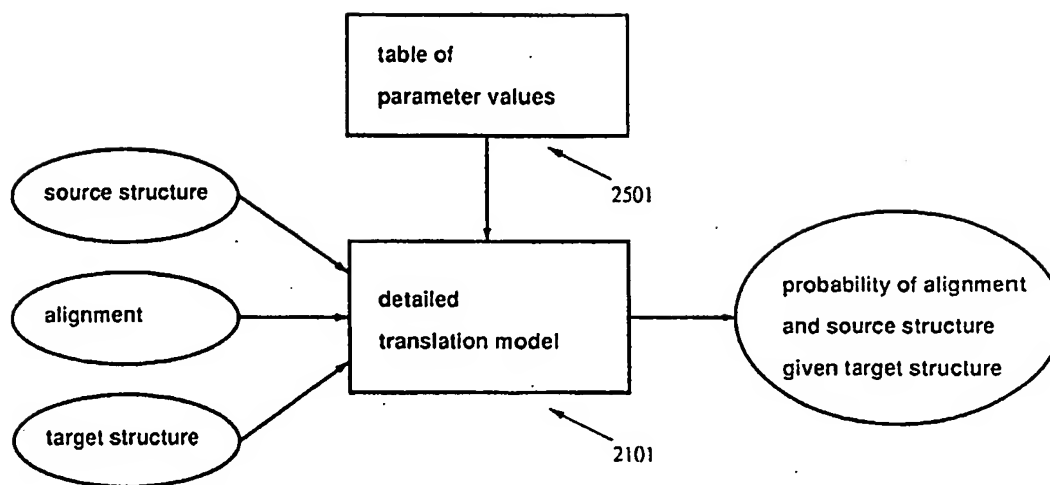 table of
parameter values
2501
source structure
alignment
target structure
detailed
translation model
2101
probability of alignment
and source structure
given target structure